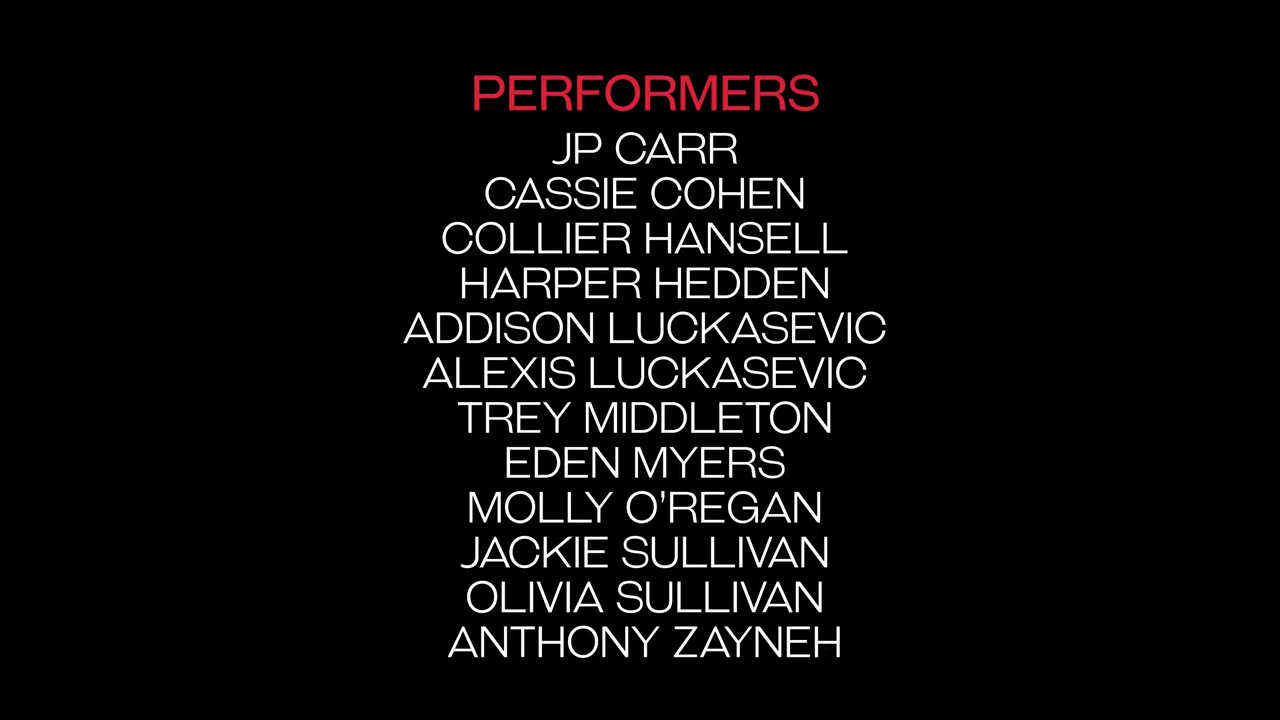 PERFORMERS
JP CARR
CASSIE COHEN
COLLIER HANSELL
HARPER HEDDEN
ADDISON LUCKASEVIC
ALEXIS LUCKASEVIC
TREY MIDDLETON
EDEN MYERS
MOLLY O’REGAN
JACKIE SULLIVAN
OLIVIA SULLIVAN
ANTHONY ZAYNEH